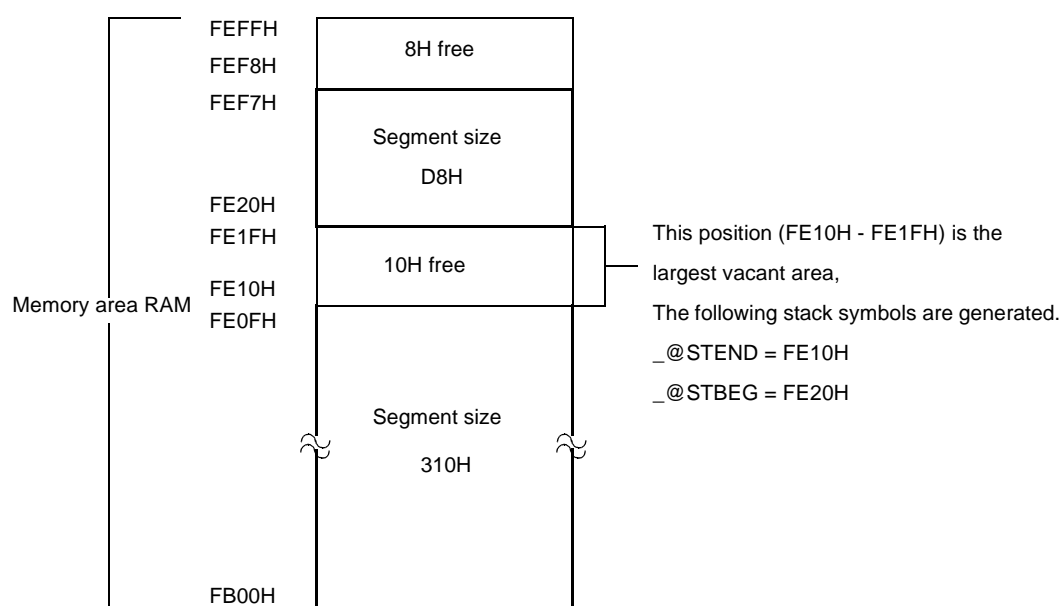 FEFFH
8H free
FEF8H
FEF7H
Segment size
D8H
FE20H
FE1FH
10H free
FE10H
Memory area RAM
FE0FH
This position (FE10H - FE1FH) is the
largest vacant area,
The following stack symbols are generated.
_@STEND = FE10H
_@STBEG = FE20H
Segment size
310H
FB00H